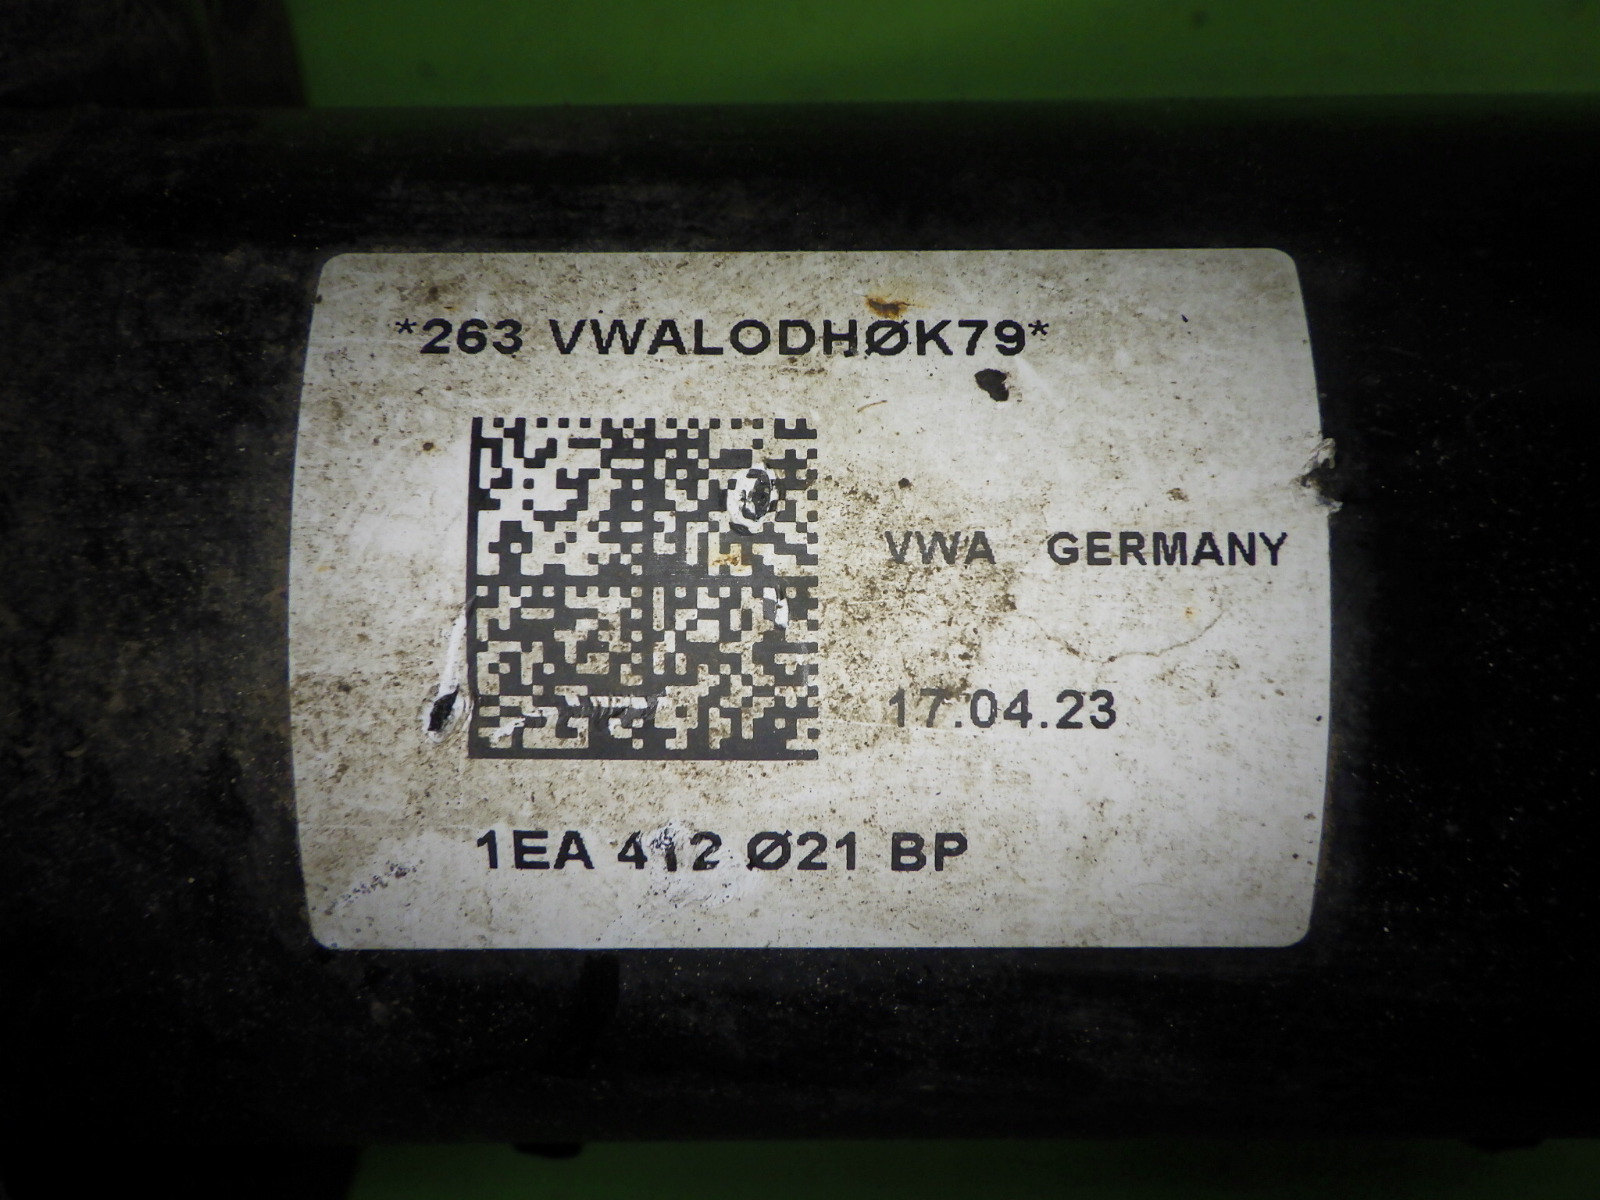 *263 VWALODHØK79*
VWA GERMANY
17.04.23
1EA 412 Ø21 BP